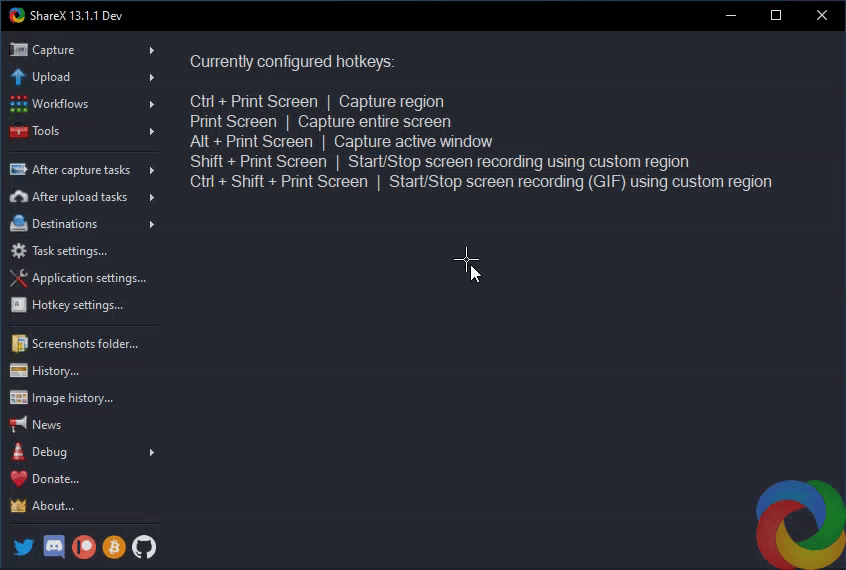 ShareX 13.1.1 Dev
Capture
Upload
Workflows
Tools
After capture tasks
After upload tasks
Destinations
Task settings...
Application settings...
Hotkey settings...
Screenshots folder...
History...
Image history...
News
Debug
Donate...
About...
Currently configured hotkeys:
Ctrl + Print Screen | Capture region
Print Screen | Capture entire screen
Alt + Print Screen | Capture active window
Shift + Print Screen | Start/Stop screen recording using custom region
Ctrl + Shift + Print Screen | Start/Stop screen recording (GIF) using custom region